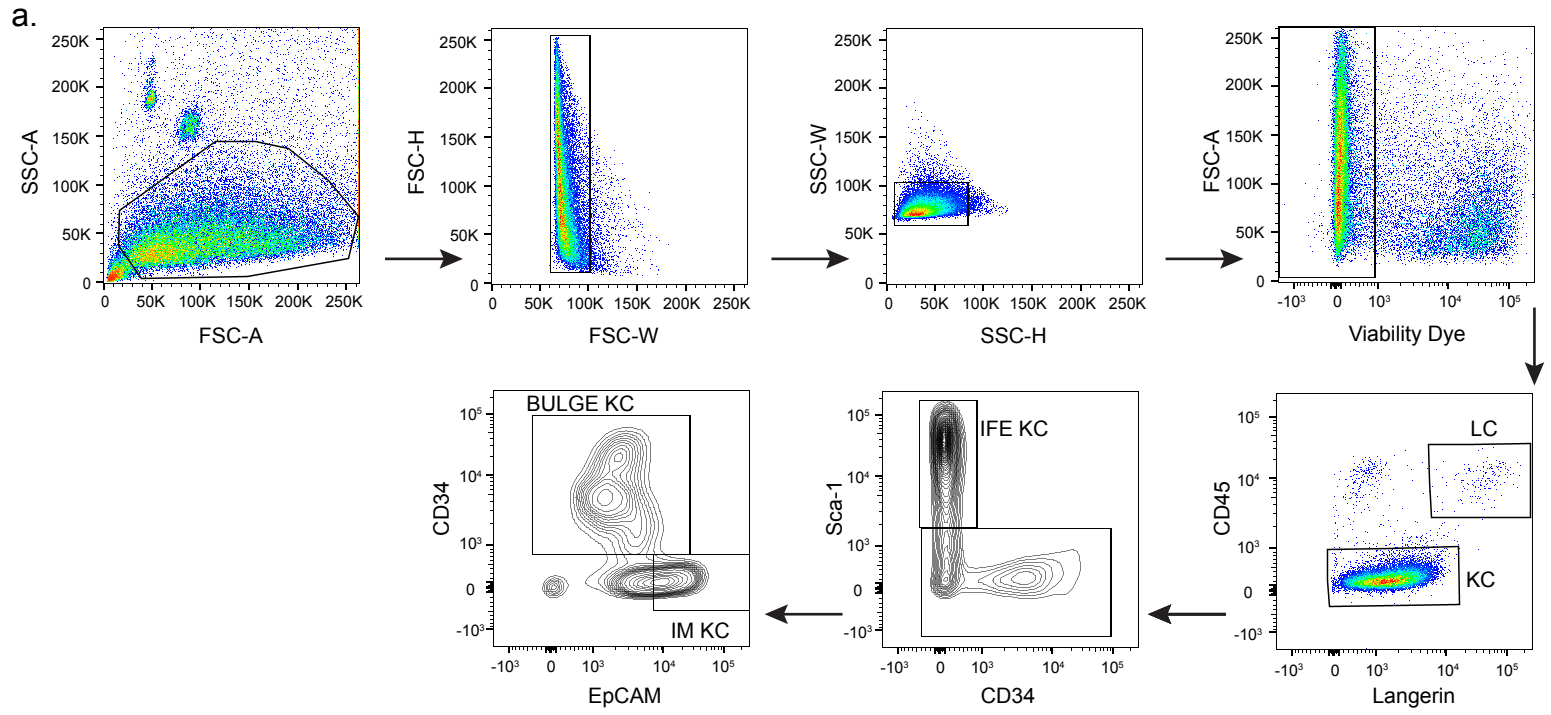 a.
SSC-A
250K
200K
150K
100K
50K
0
0 50K 100K 150K 200K 250K
FSC-A
FSC-H
250K
200K
150K
100K
50K
0
0 50K 100K 150K 200K 250K
FSC-W
SSC-W
250K
200K
150K
100K
50K
0
0 50K 100K 150K 200K 250K
SSC-H
FSC-A
250K
200K
150K
100K
50K
0
-10³ 0 10³ 10⁴ 10⁵
Viability Dye
CD34
10⁵
10⁴
10³
0
-10³
BULGE KC
IM KC
-10³ 0 10³ 10⁴ 10⁵
EpCAM
Sca-1
10⁵
10⁴
10³
0
-10³
IFE KC
-10³ 0 10³ 10⁴ 10⁵
CD34
CD45
10⁵
10⁴
10³
0
-10³
LC
KC
-10³ 0 10³ 10⁴ 10⁵
Langerin